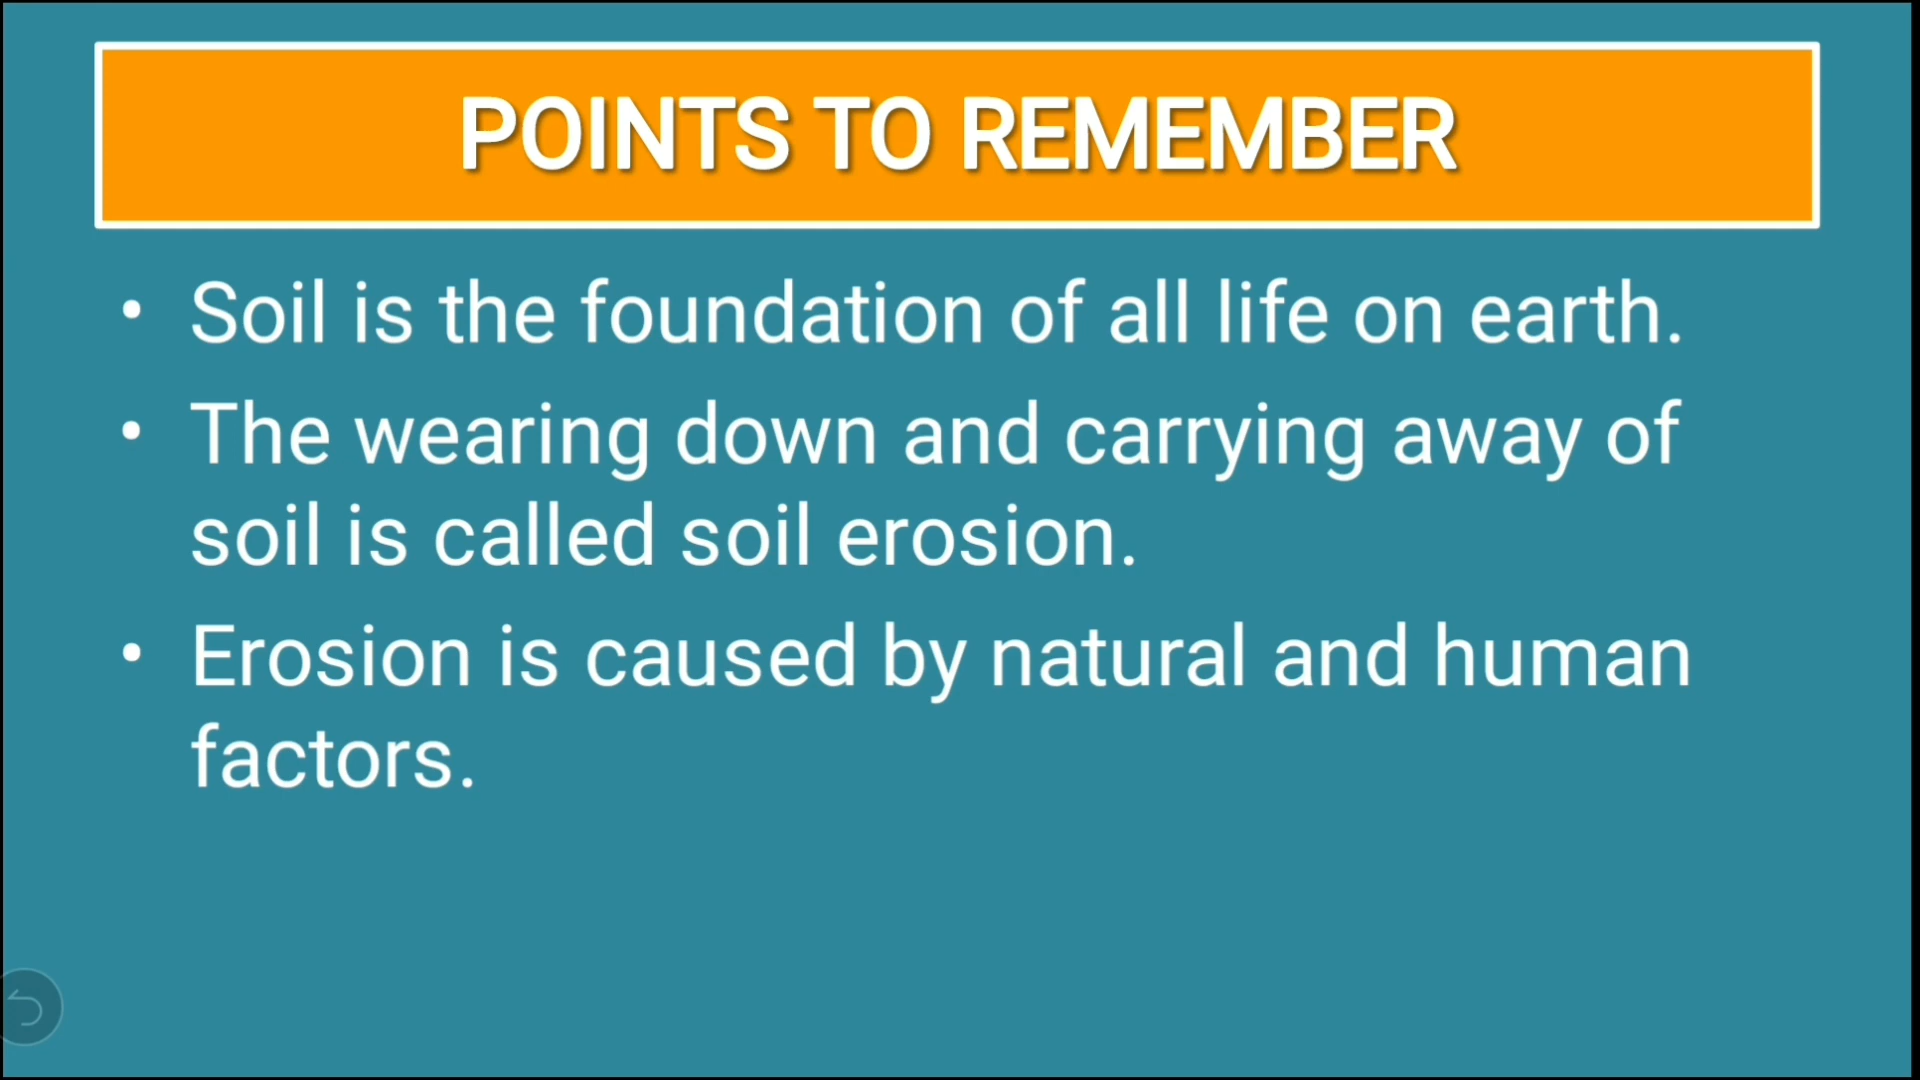 POINTS TO REMEMBER
• Soil is the foundation of all life on earth.
• The wearing down and carrying away of
soil is called soil erosion.
• Erosion is caused by natural and human
factors.